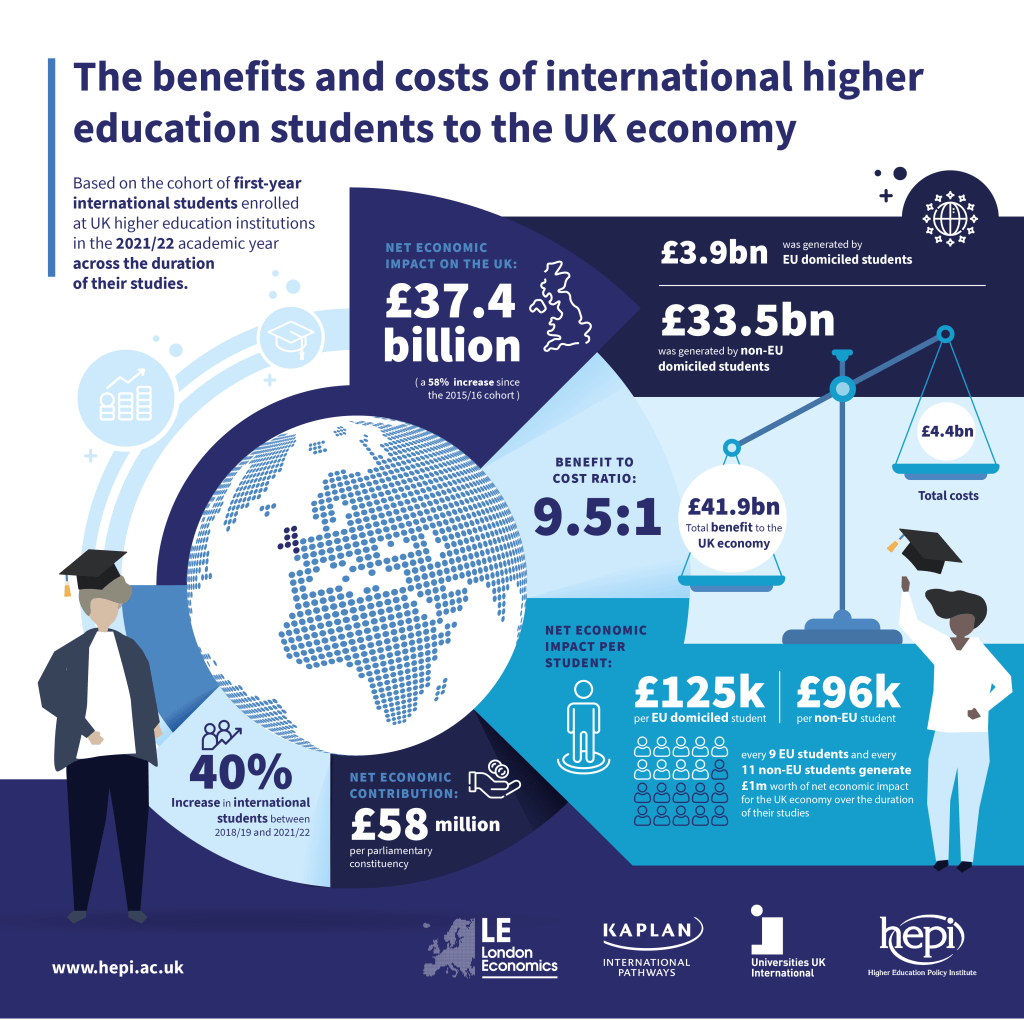 The benefits and costs of international higher
education students to the UK economy
Based on the cohort of first-year
international students enrolled
at UK higher education institutions
in the 2021/22 academic year
across the duration
of their studies.
NET ECONOMIC
IMPACT ON THE UK:
£37.4
billion
( a 58% increase since
the 2015/16 cohort )
£3.9bn
was generated by
EU domiciled students
£33.5bn
was generated by non-EU
domiciled students
BENEFIT TO
COST RATIO:
9.5:1
£41.9bn
Total benefit to the
UK economy
£4.4bn
Total costs
NET ECONOMIC
IMPACT PER
STUDENT:
£125k
per EU domiciled student
£96k
per non-EU student
every 9 EU students and every
11 non-EU students generate
£1m worth of net economic impact
for the UK economy over the duration
of their studies
40%
Increase in international
students between
2018/19 and 2021/22
NET ECONOMIC
CONTRIBUTION:
£58 million
per parliamentary
constituency
www.hepi.ac.uk
LE
London
Economics
KAPLAN
INTERNATIONAL
PATHWAYS
Universities UK
International
hepi
Higher Education Policy Institute